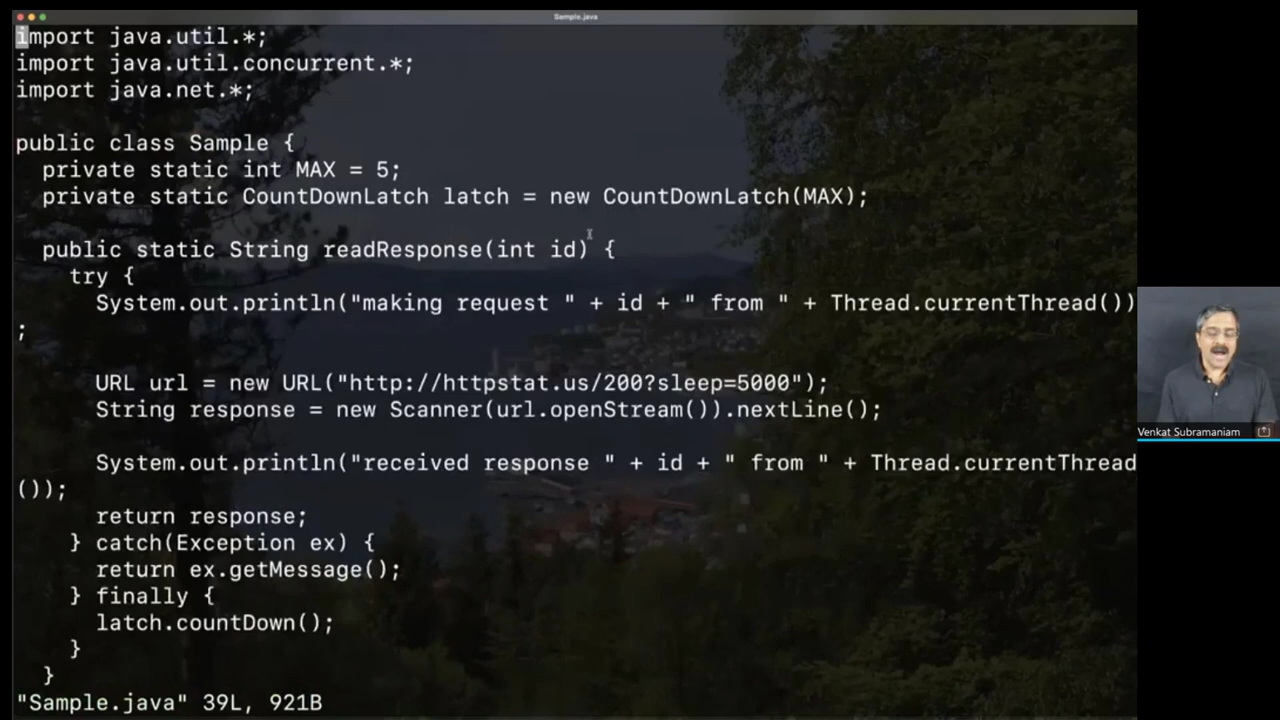 Sample.java
import java.util.*;
import java.util.concurrent.*;
import java.net.*;
public class Sample {
private static int MAX = 5;
private static CountDownLatch latch = new CountDownLatch(MAX);
public static String readResponse(int id) {
try {
System.out.println("making request " + id + " from " + Thread.currentThread())
;
URL url = new URL("http://httpstat.us/200?sleep=5000");
String response = new Scanner(url.openStream()).nextLine();
System.out.println("received response " + id + " from " + Thread.currentThread
());
return response;
} catch(Exception ex) {
return ex.getMessage();
} finally {
latch.countDown();
}
}
"Sample.java" 39L, 921B
Venkat Subramaniam